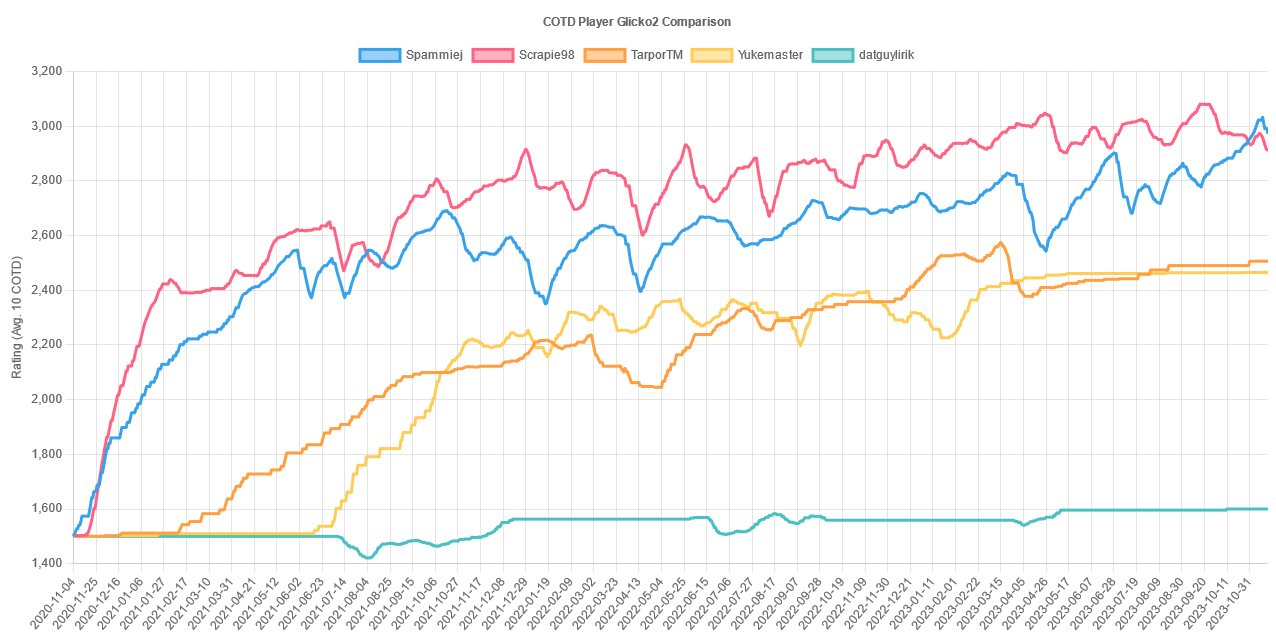 COTD Player Glicko2 Comparison
Spammiej Scrapie98 TarporTM Yukemaster datguylirik
Rating (Avg. 10 COTD)
3,200
3,000
2,800
2,600
2,400
2,200
2,000
1,800
1,600
1,400
2020-11-04 2020-11-25 2020-12-16 2021-01-06 2021-01-27 2021-02-17 2021-03-10 2021-03-31 2021-04-21 2021-05-12 2021-06-02 2021-06-23 2021-07-14 2021-08-04 2021-08-25 2021-09-15 2021-10-06 2021-10-27 2021-11-17 2021-12-08 2021-12-29 2022-01-19 2022-02-09 2022-03-02 2022-03-23 2022-04-13 2022-05-04 2022-05-25 2022-06-15 2022-07-06 2022-07-27 2022-08-17 2022-09-07 2022-09-28 2022-10-19 2022-11-09 2022-11-30 2022-12-21 2023-01-11 2023-02-01 2023-02-22 2023-03-15 2023-04-05 2023-04-26 2023-05-17 2023-06-07 2023-06-28 2023-07-19 2023-08-09 2023-08-30 2023-09-20 2023-10-11 2023-10-31